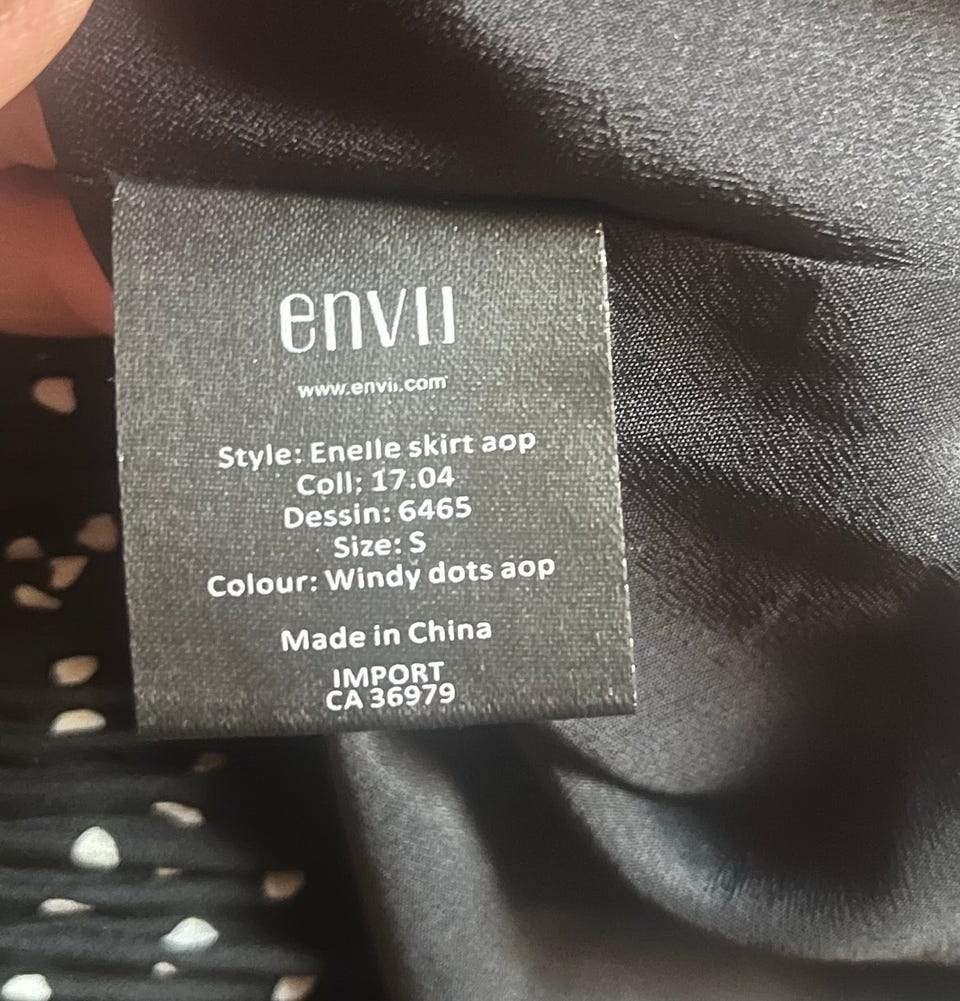 envii
www.envii.com
Style: Enelle skirt aop
Coll: 17.04
Dessin: 6465
Size: S
Colour: Windy dots aop
Made in China
IMPORT
CA 36979